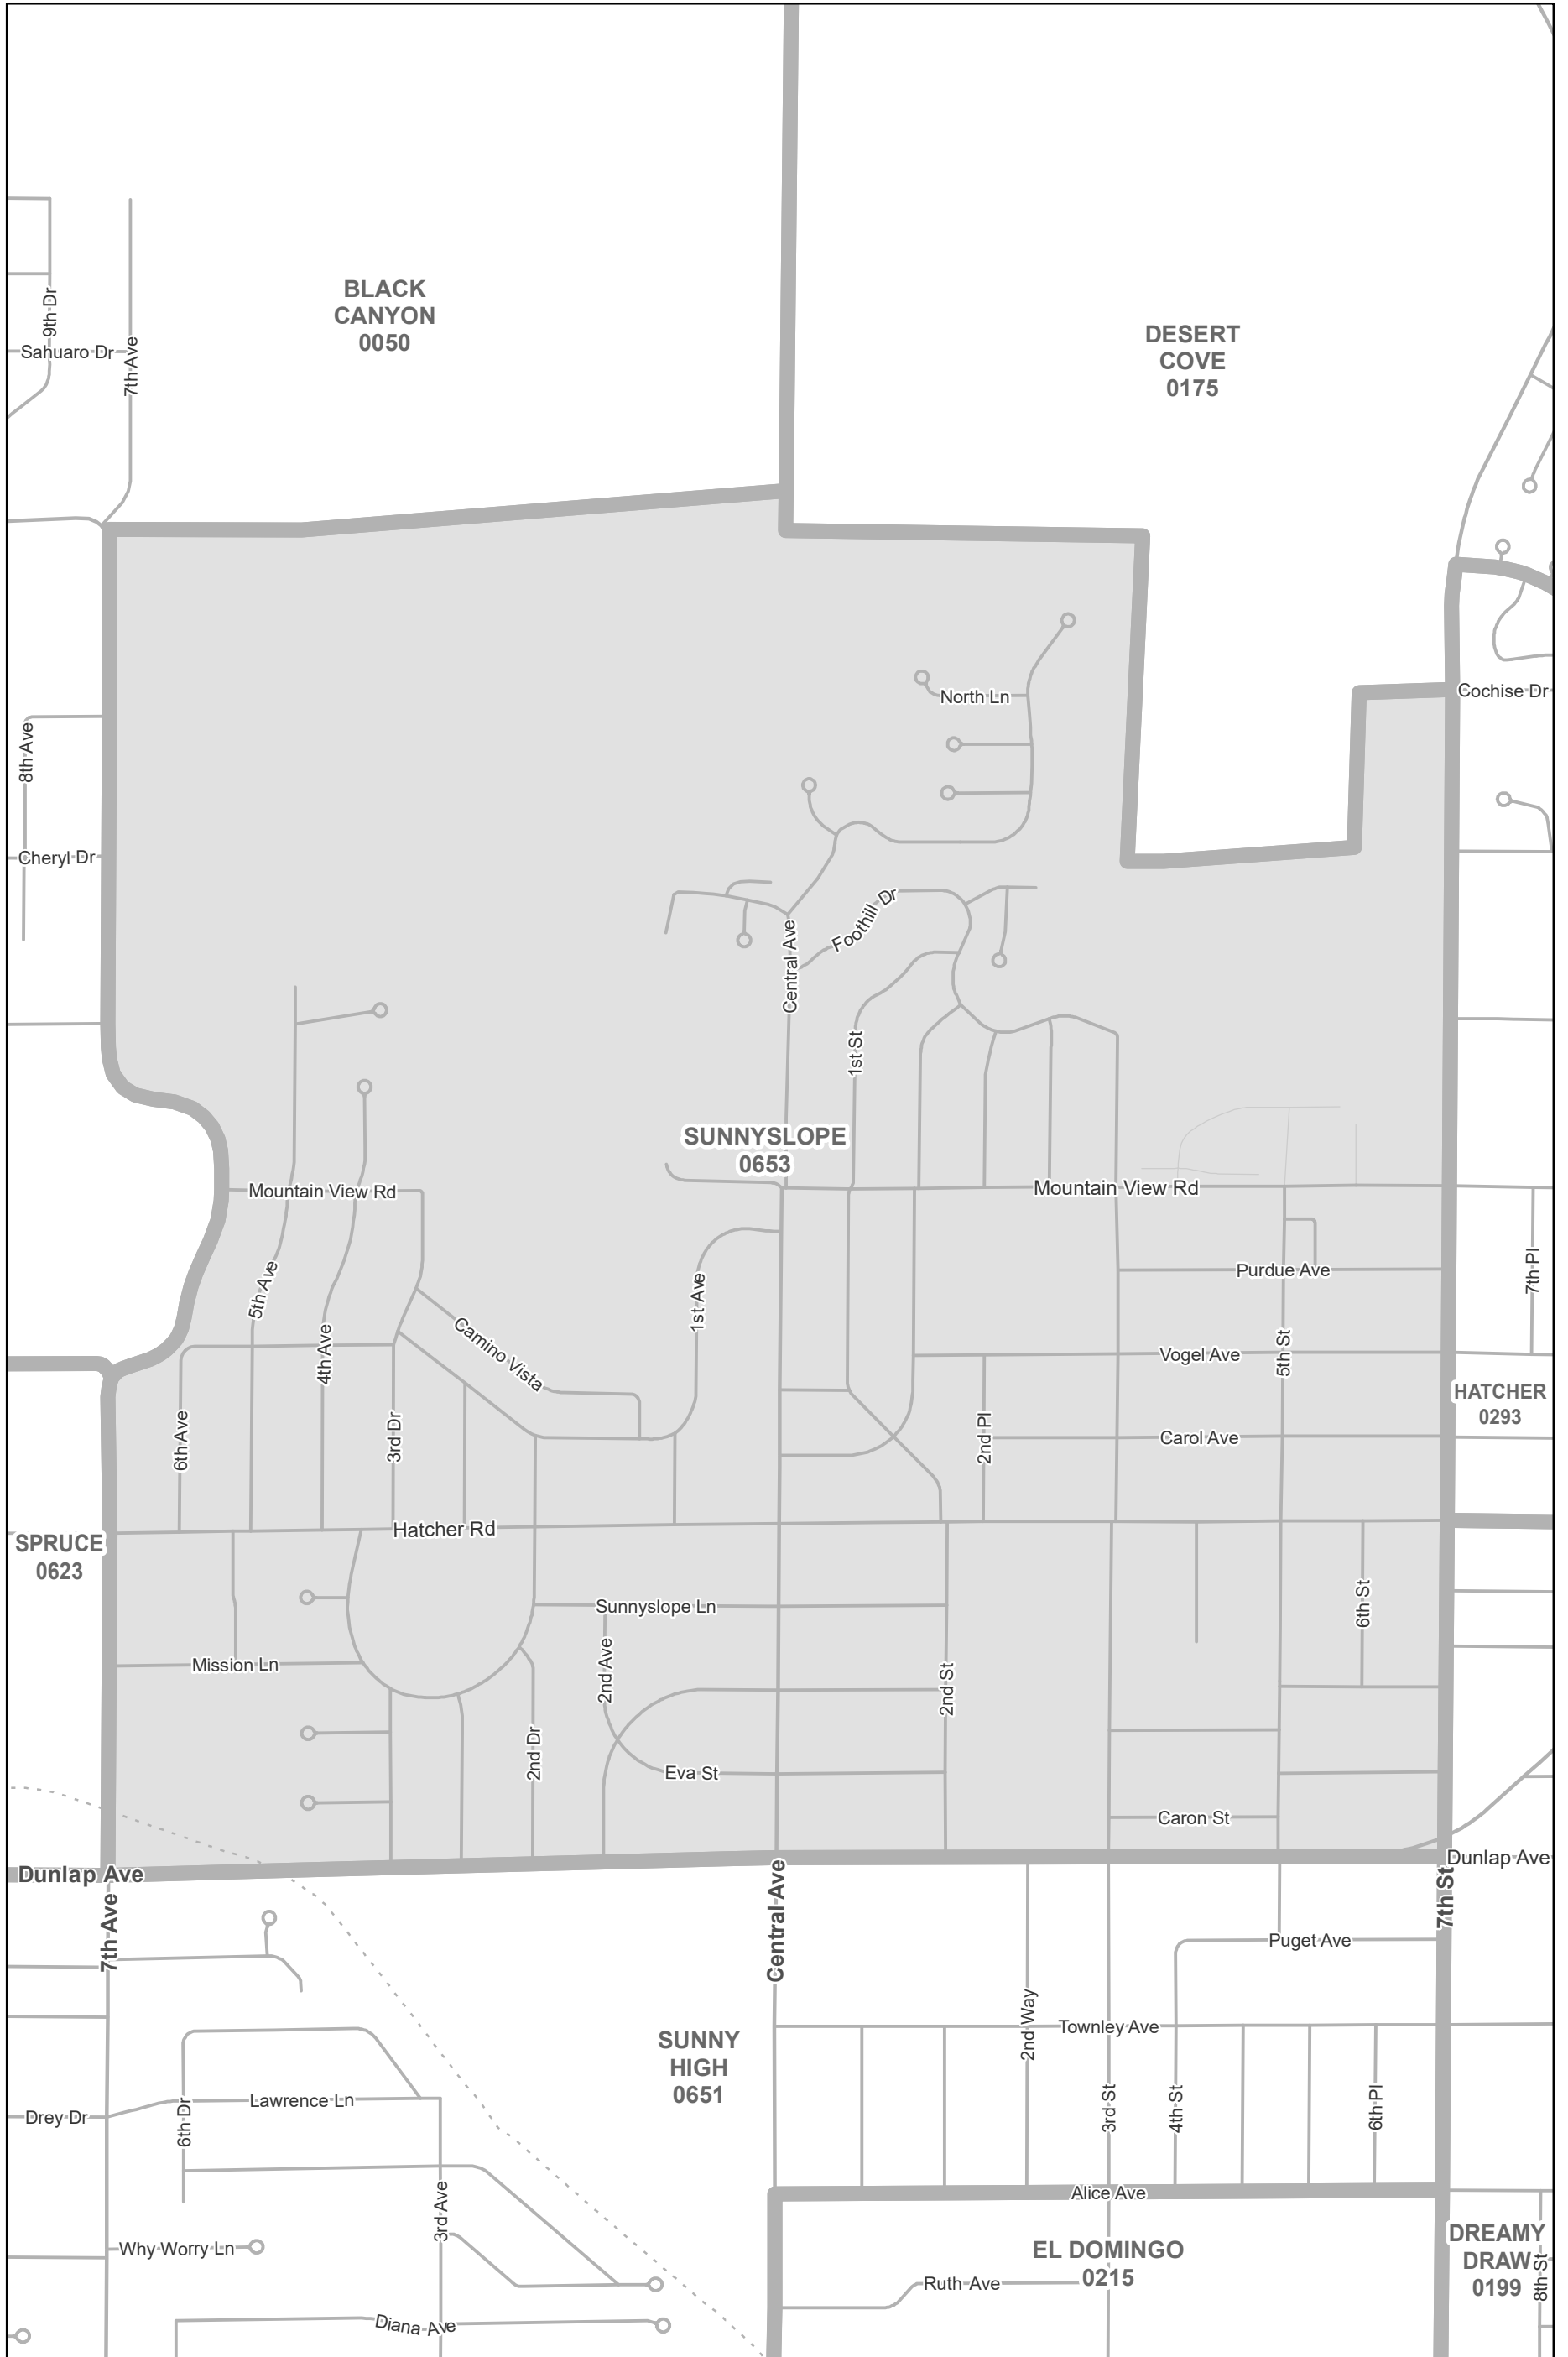 BLACK
CANYON
0050
DESERT
COVE
0175
9th Dr
Sahuaro Dr
7th Ave
North Ln
Cochise Dr
8th Ave
Cheryl Dr
Foothill Dr
Central Ave
1st St
SUNNYSLOPE
0653
Mountain View Rd
Mountain View Rd
Purdue Ave
7th Pl
5th Ave
1st Ave
4th Ave
Camino Vista
Vogel Ave
5th St
HATCHER
0293
6th Ave
3rd Dr
2nd Pl
Carol Ave
Hatcher Rd
SPRUCE
0623
Sunnyslope Ln
6th St
Mission Ln
2nd Ave
2nd St
2nd Dr
Eva St
Caron St
Dunlap Ave
Dunlap Ave
7th Ave
Central Ave
7th St
Puget Ave
SUNNY
HIGH
0651
2nd Way
Townley Ave
Lawrence Ln
Drey Dr
6th Dr
3rd St
4th St
6th Pl
3rd Ave
Alice Ave
Why Worry Ln
EL DOMINGO
0215
DREAMY
DRAW
0199
8th St
Ruth Ave
Diana Ave